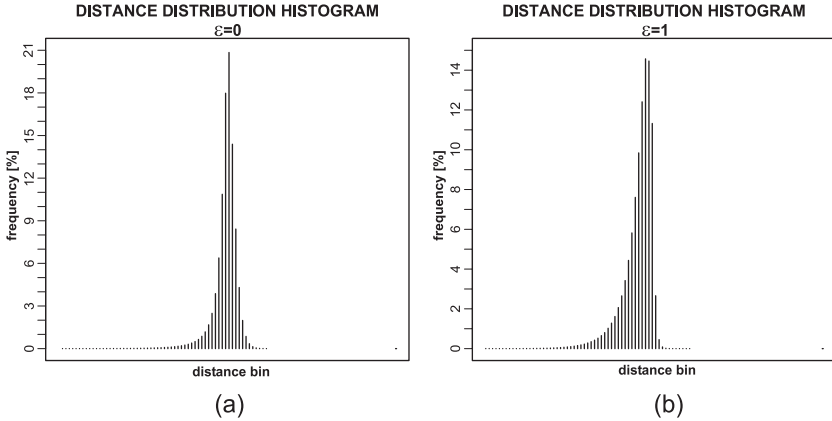 DISTANCE DISTRIBUTION HISTOGRAM
ε=0
frequency [%]
21
18
15
12
9
6
3
0
distance bin
(a)
DISTANCE DISTRIBUTION HISTOGRAM
ε=1
frequency [%]
14
12
10
8
6
4
2
0
distance bin
(b)